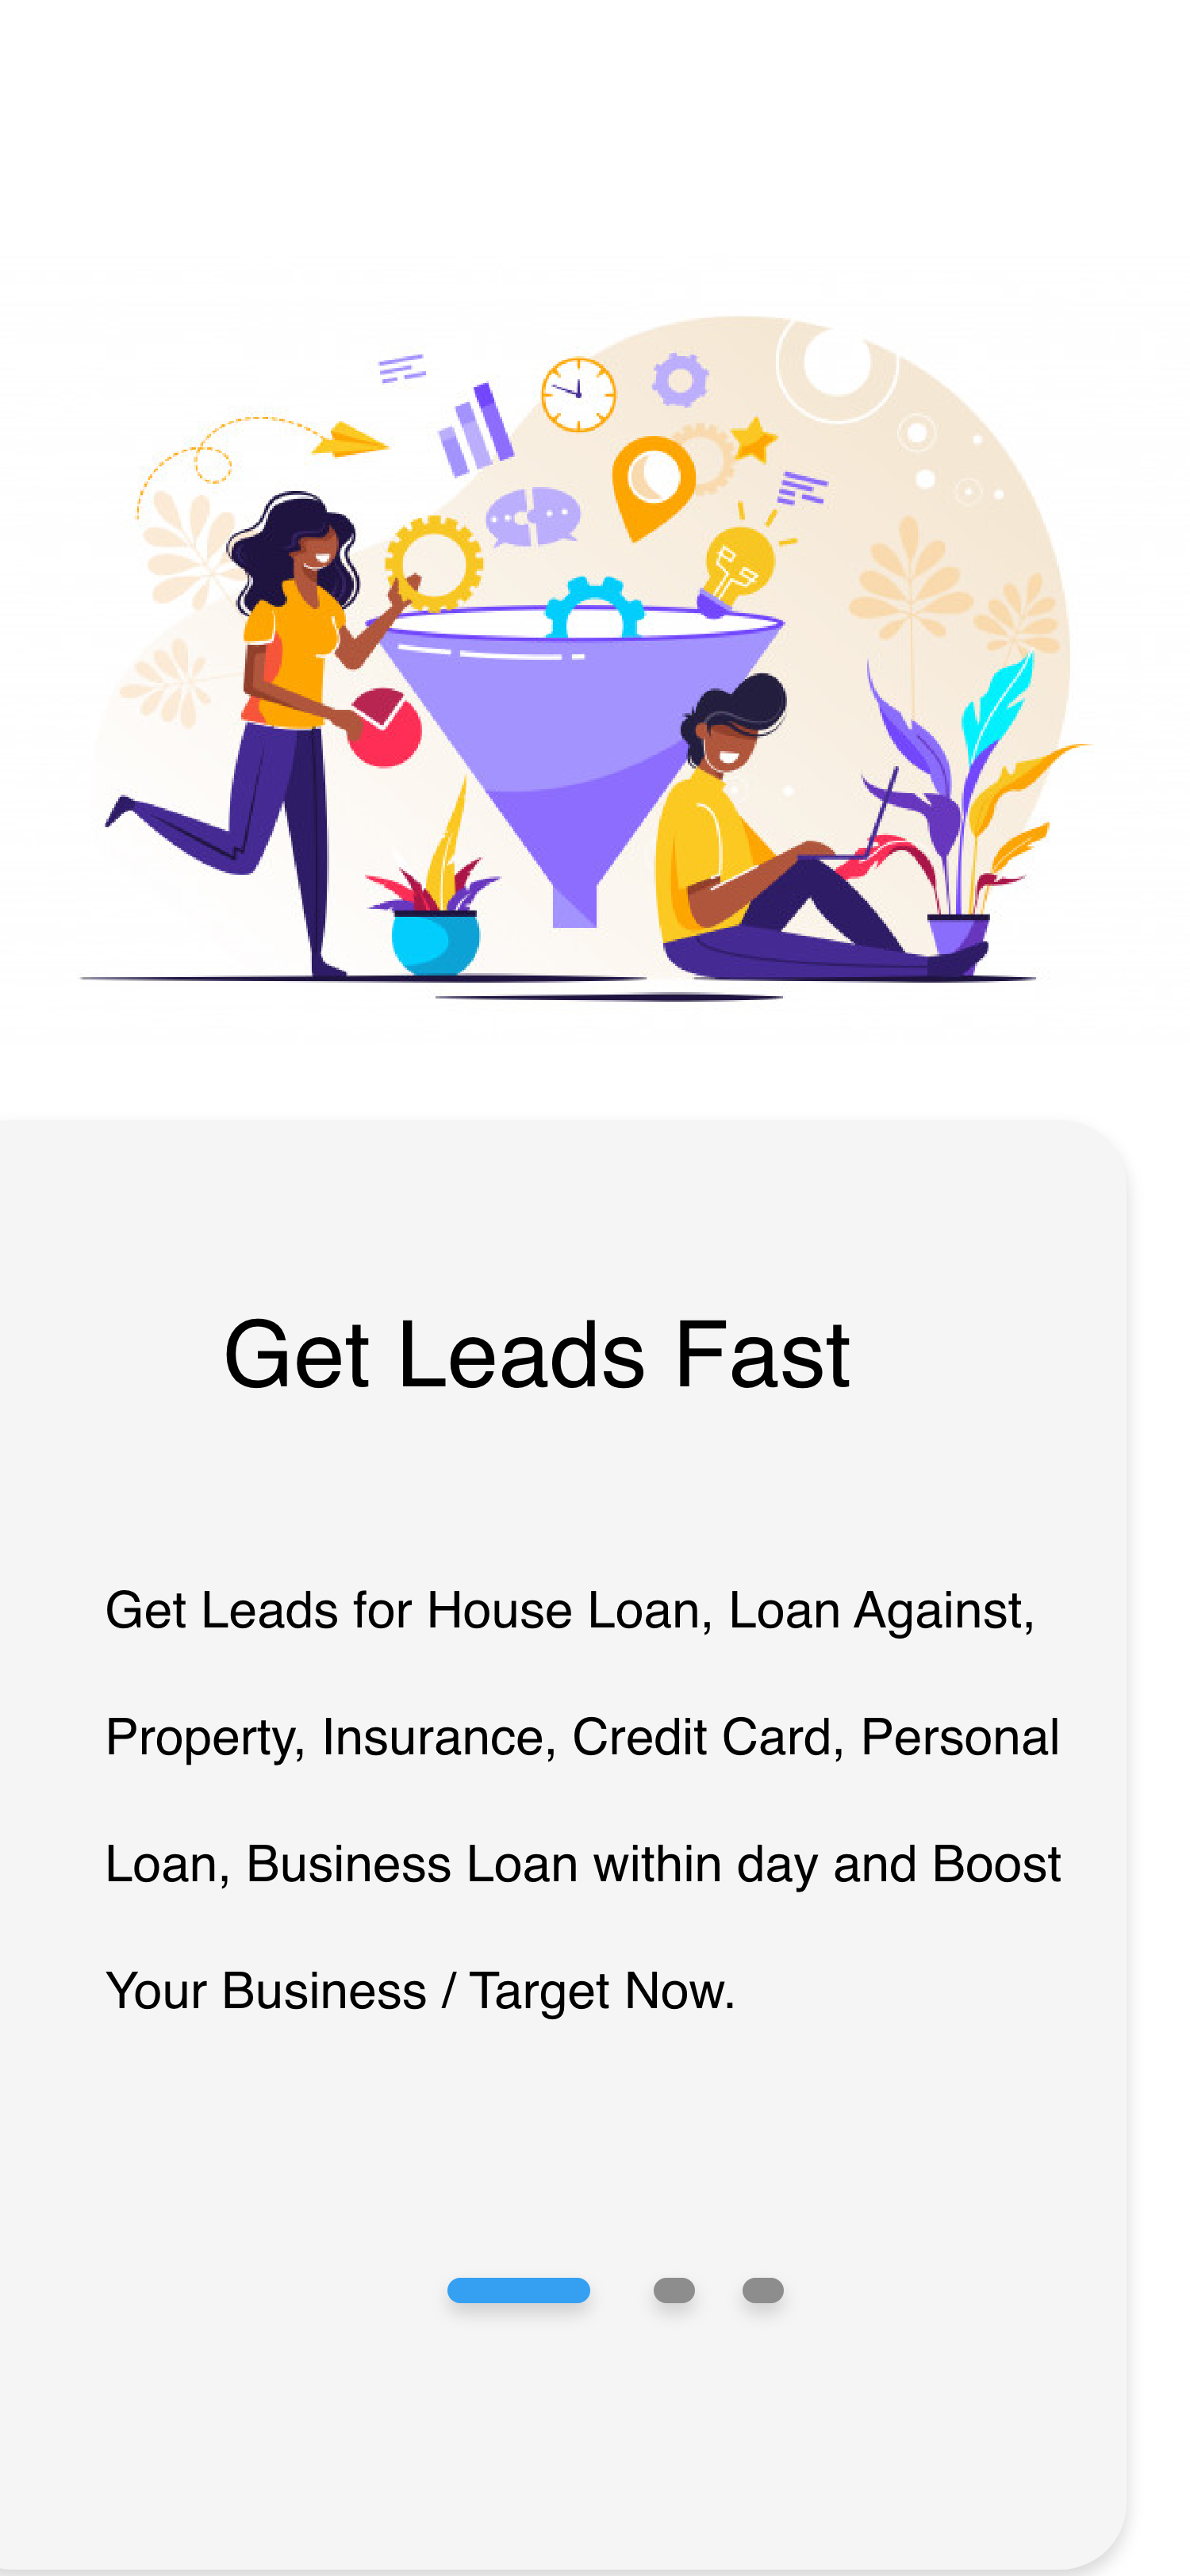 Get Leads Fast
Get Leads for House Loan, Loan Against,
Property, Insurance, Credit Card, Personal
Loan, Business Loan within day and Boost
Your Business / Target Now.